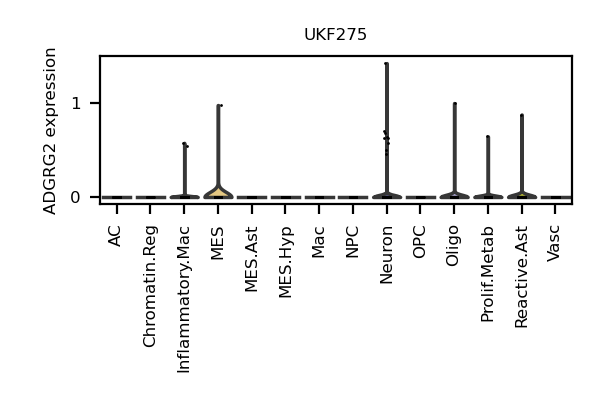 UKF275
ADGRG2 expression
1
0
AC
Chromatin.Reg
Inflammatory.Mac
MES
MES.Ast
MES.Hyp
Mac
NPC
Neuron
OPC
Oligo
Prolif.Metab
Reactive.Ast
Vasc